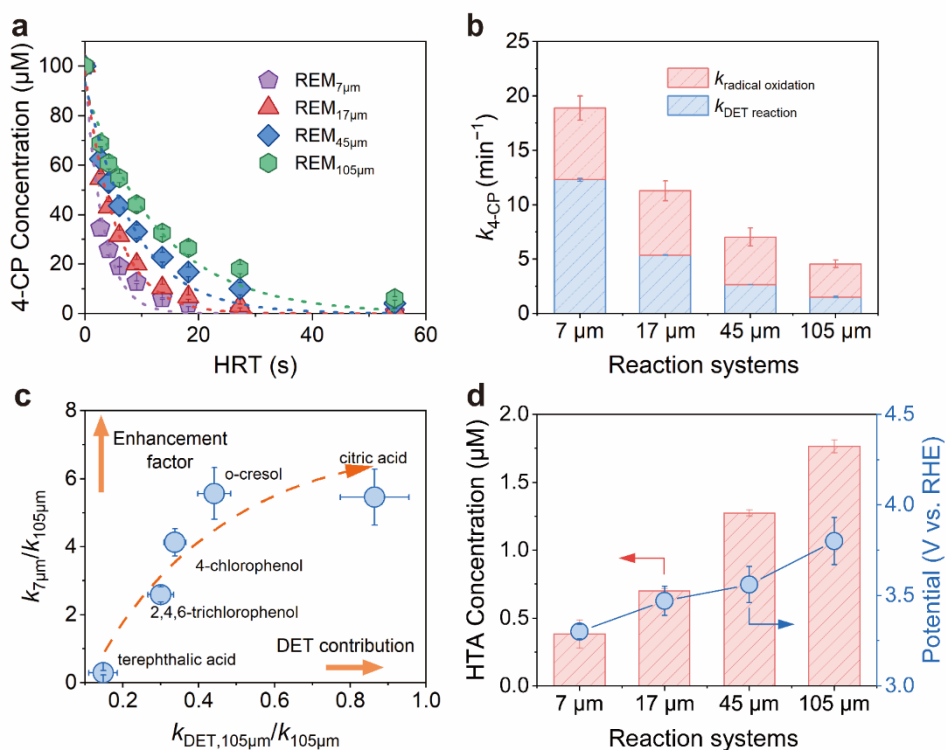 a
4-CP Concentration (µM)
120
100
80
60
40
20
0
0 20 40 60
HRT (s)
REM7µm
REM17µm
REM45µm
REM105µm
b
k4-CP (min−1)
25
20
15
10
5
0
kradical oxidation
kDET reaction
7 µm 17 µm 45 µm 105 µm
Reaction systems
c
k7µm/k105µm
8
6
4
2
0
Enhancement
factor
citric acid
o-cresol
4-chlorophenol
2,4,6-trichlorophenol
terephthalic acid
DET contribution
0.2 0.4 0.6 0.8 1.0
kDET,105µm/k105µm
d
HTA Concentration (µM)
2.0
1.5
1.0
0.5
0.0
4.5
4.0
3.5
3.0
Potential (V vs. RHE)
7 µm 17 µm 45 µm 105 µm
Reaction systems